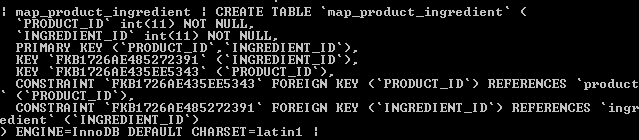 | map_product_ingredient | CREATE TABLE `map_product_ingredient` (
  `PRODUCT_ID` int(11) NOT NULL,
  `INGREDIENT_ID` int(11) NOT NULL,
  PRIMARY KEY (`PRODUCT_ID`,`INGREDIENT_ID`),
  KEY `FKB1726AE485272391` (`INGREDIENT_ID`),
  KEY `FKB1726AE435EE5343` (`PRODUCT_ID`),
  CONSTRAINT `FKB1726AE435EE5343` FOREIGN KEY (`PRODUCT_ID`) REFERENCES `product
` (`PRODUCT_ID`),
  CONSTRAINT `FKB1726AE485272391` FOREIGN KEY (`INGREDIENT_ID`) REFERENCES `ingr
edient` (`INGREDIENT_ID`)
) ENGINE=InnoDB DEFAULT CHARSET=latin1 |